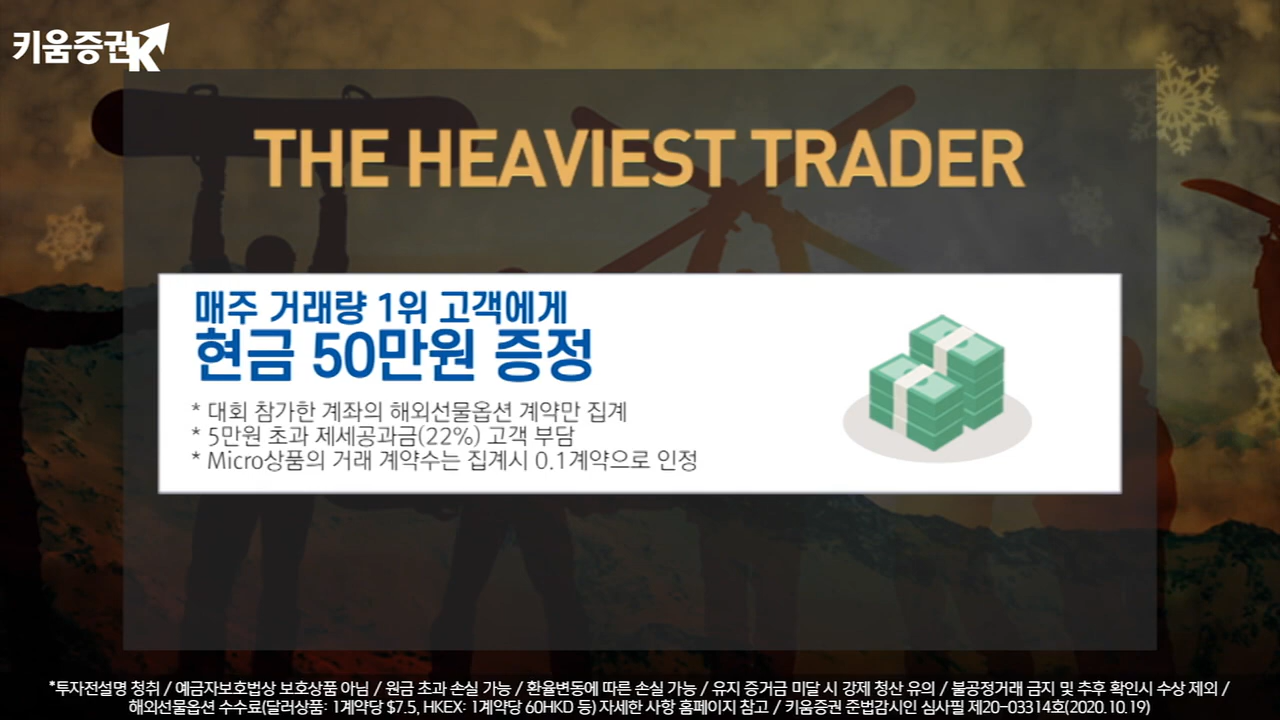 키움증권
THE HEAVIEST TRADER
매주 거래량 1위 고객에게
현금 50만원 증정
* 대회 참가한 계좌의 해외선물옵션 계약만 집계
* 5만원 초과 제세공과금(22%) 고객 부담
* Micro상품의 거래 계약수는 집계시 0.1계약으로 인정
*투자전설명 청취 / 예금자보호법상 보호상품 아님 / 원금 초과 손실 가능 / 환율변동에 따른 손실 가능 / 유지 증거금 미달 시 강제 청산 유의 / 불공정거래 금지 및 추후 확인시 수상 제외 /
해외선물옵션 수수료(달러상품: 1계약당 $7.5, HKEX: 1계약당 60HKD 등) 자세한 사항 홈페이지 참고 / 키움증권 준법감시인 심사필 제20-03314호(2020.10.19)